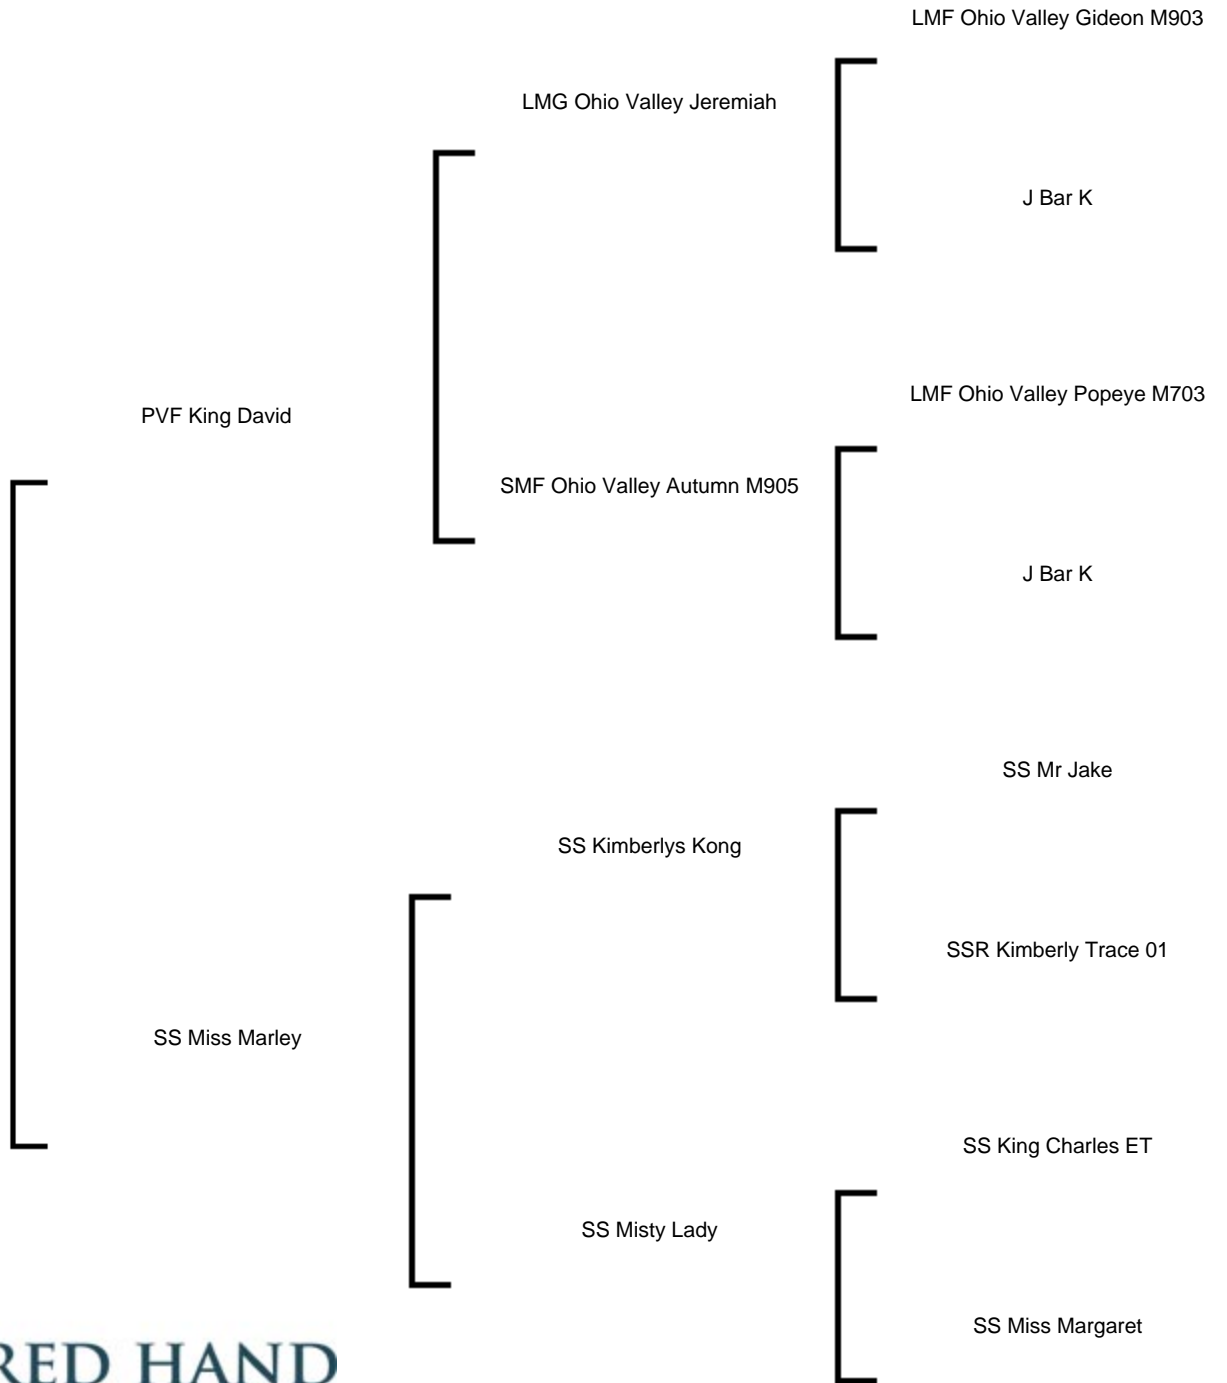 LMF Ohio Valley Gideon M903
LMG Ohio Valley Jeremiah
J Bar K
LMF Ohio Valley Popeye M703
PVF King David
SMF Ohio Valley Autumn M905
J Bar K
SS Mr Jake
SS Kimberlys Kong
SSR Kimberly Trace 01
SS Miss Marley
SS King Charles ET
SS Misty Lady
SS Miss Margaret
RED HAND